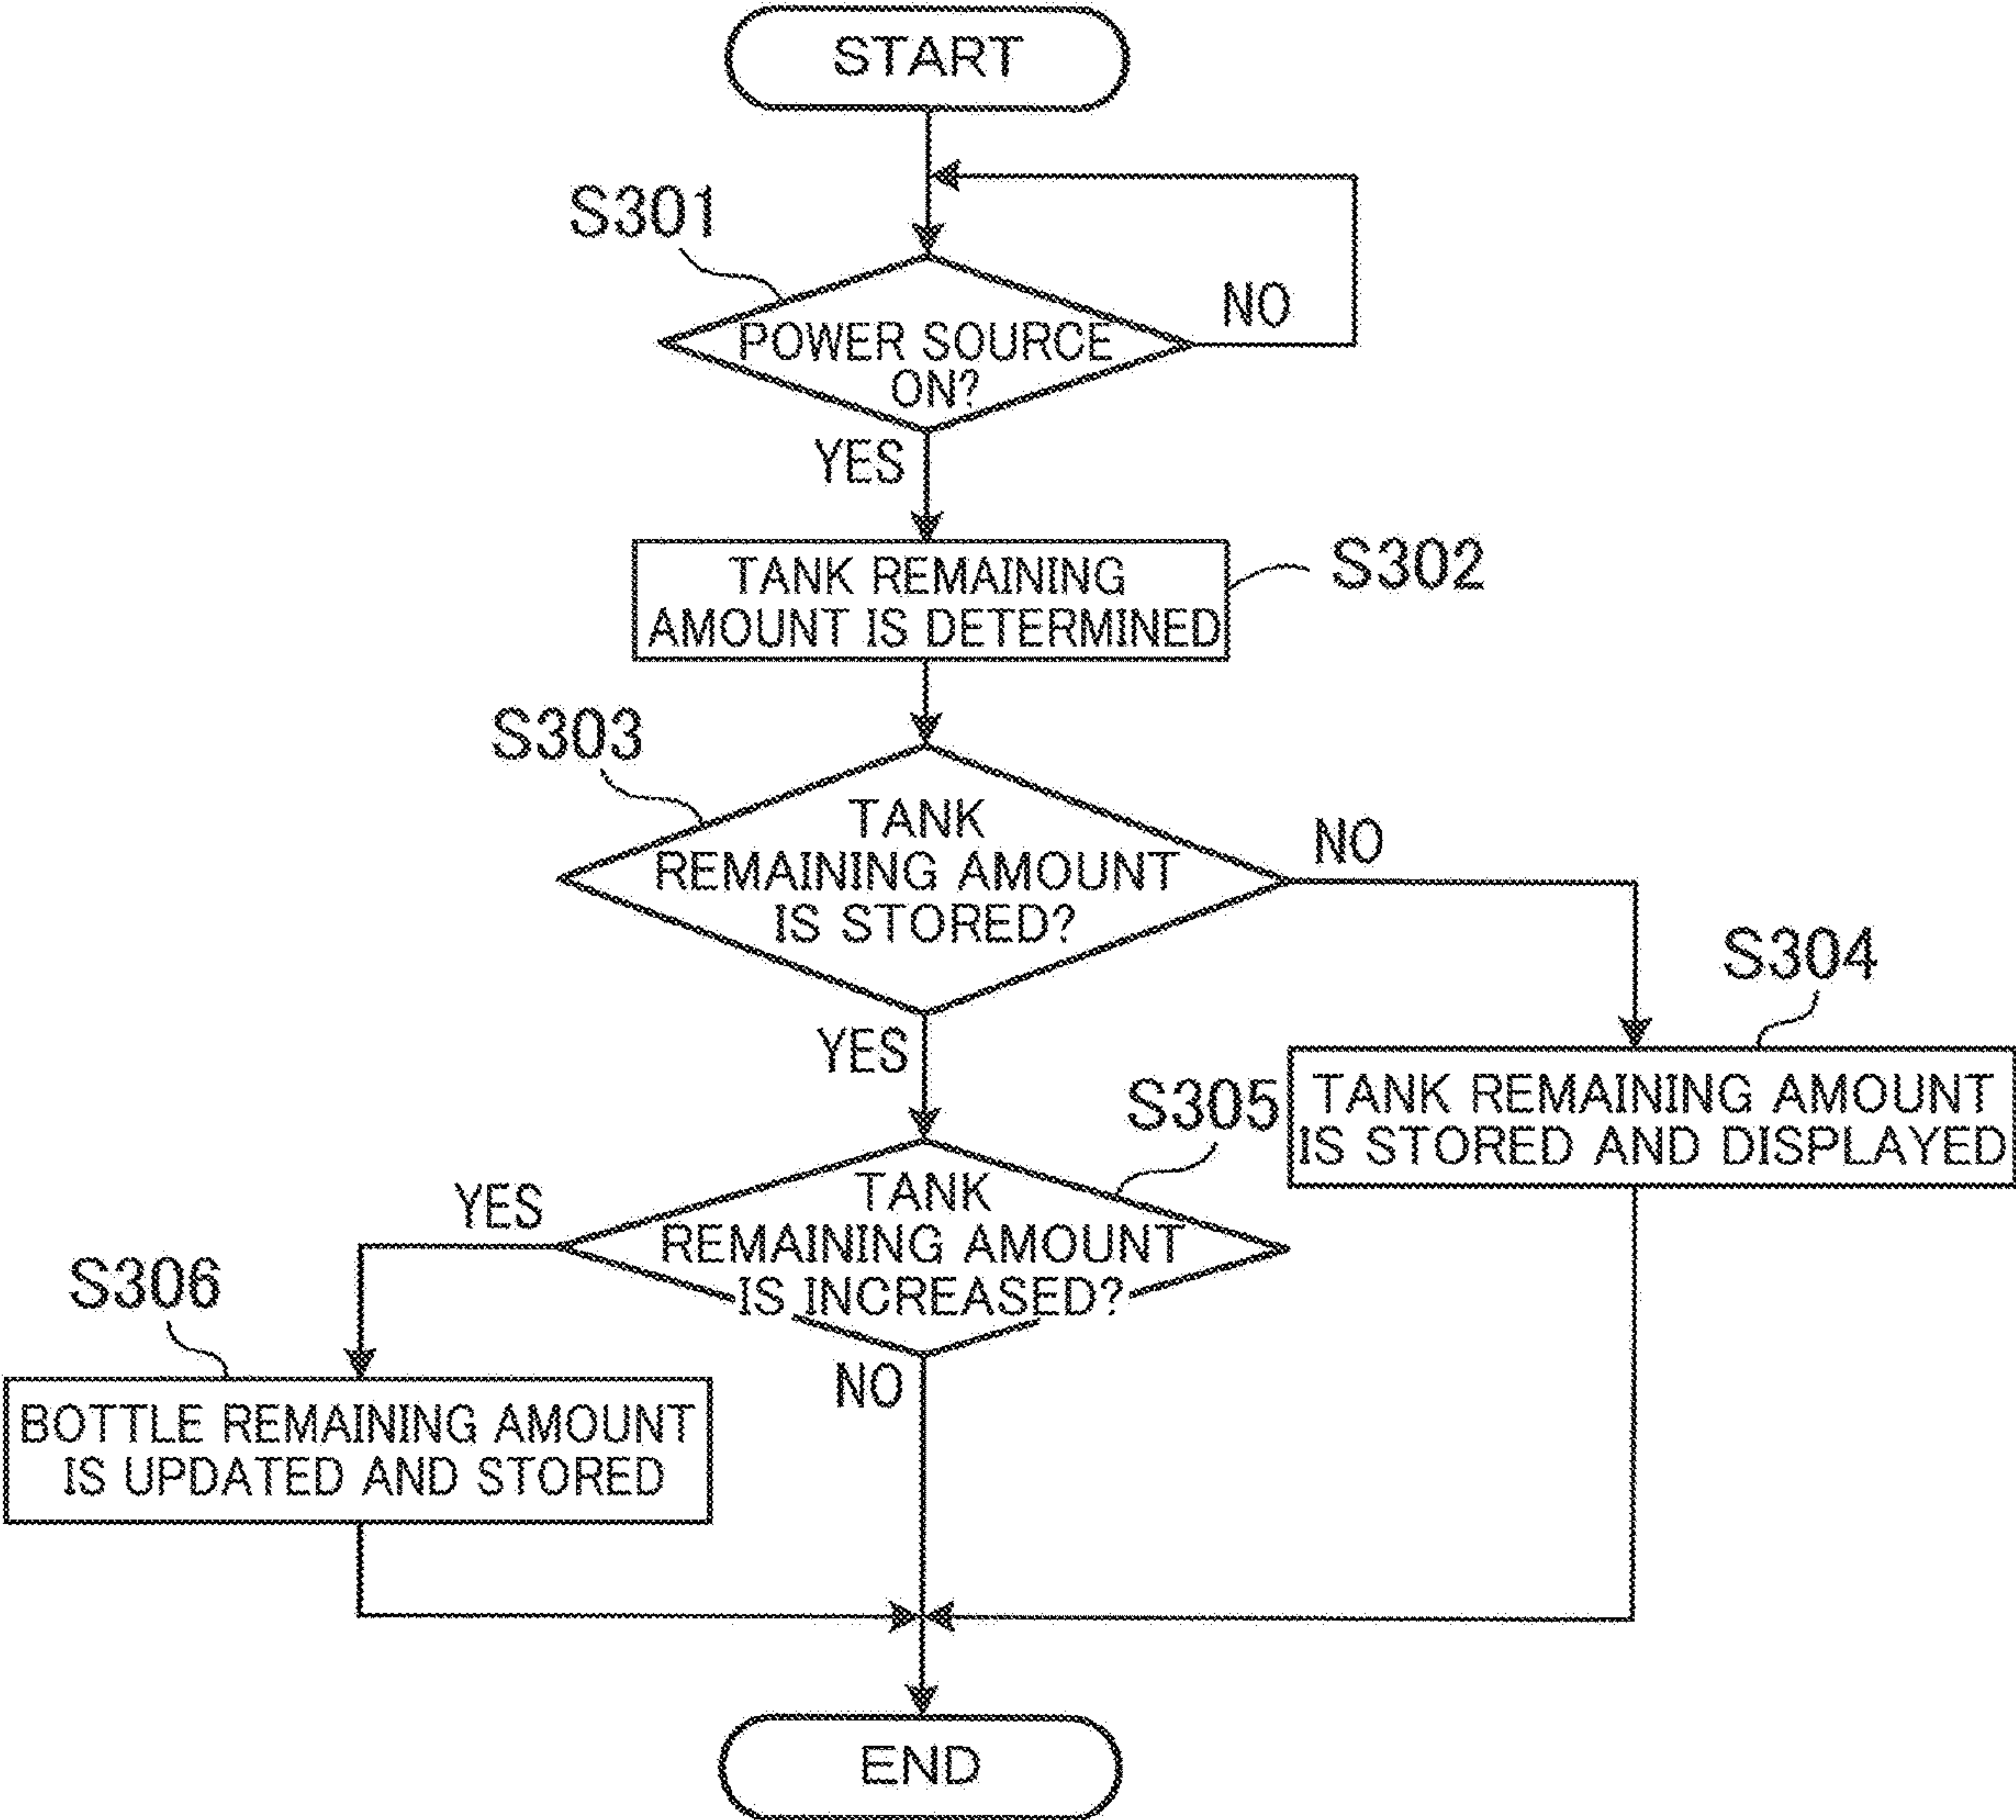 START
S301
NO
POWER SOURCE
ON?
YES
TANK REMAINING
AMOUNT IS DETERMINED
S302
S303
TANK
REMAINING AMOUNT
IS STORED?
NO
S304
YES
TANK REMAINING AMOUNT
IS STORED AND DISPLAYED
S305
TANK
REMAINING AMOUNT
IS INCREASED?
YES
S306
NO
BOTTLE REMAINING AMOUNT
IS UPDATED AND STORED
END